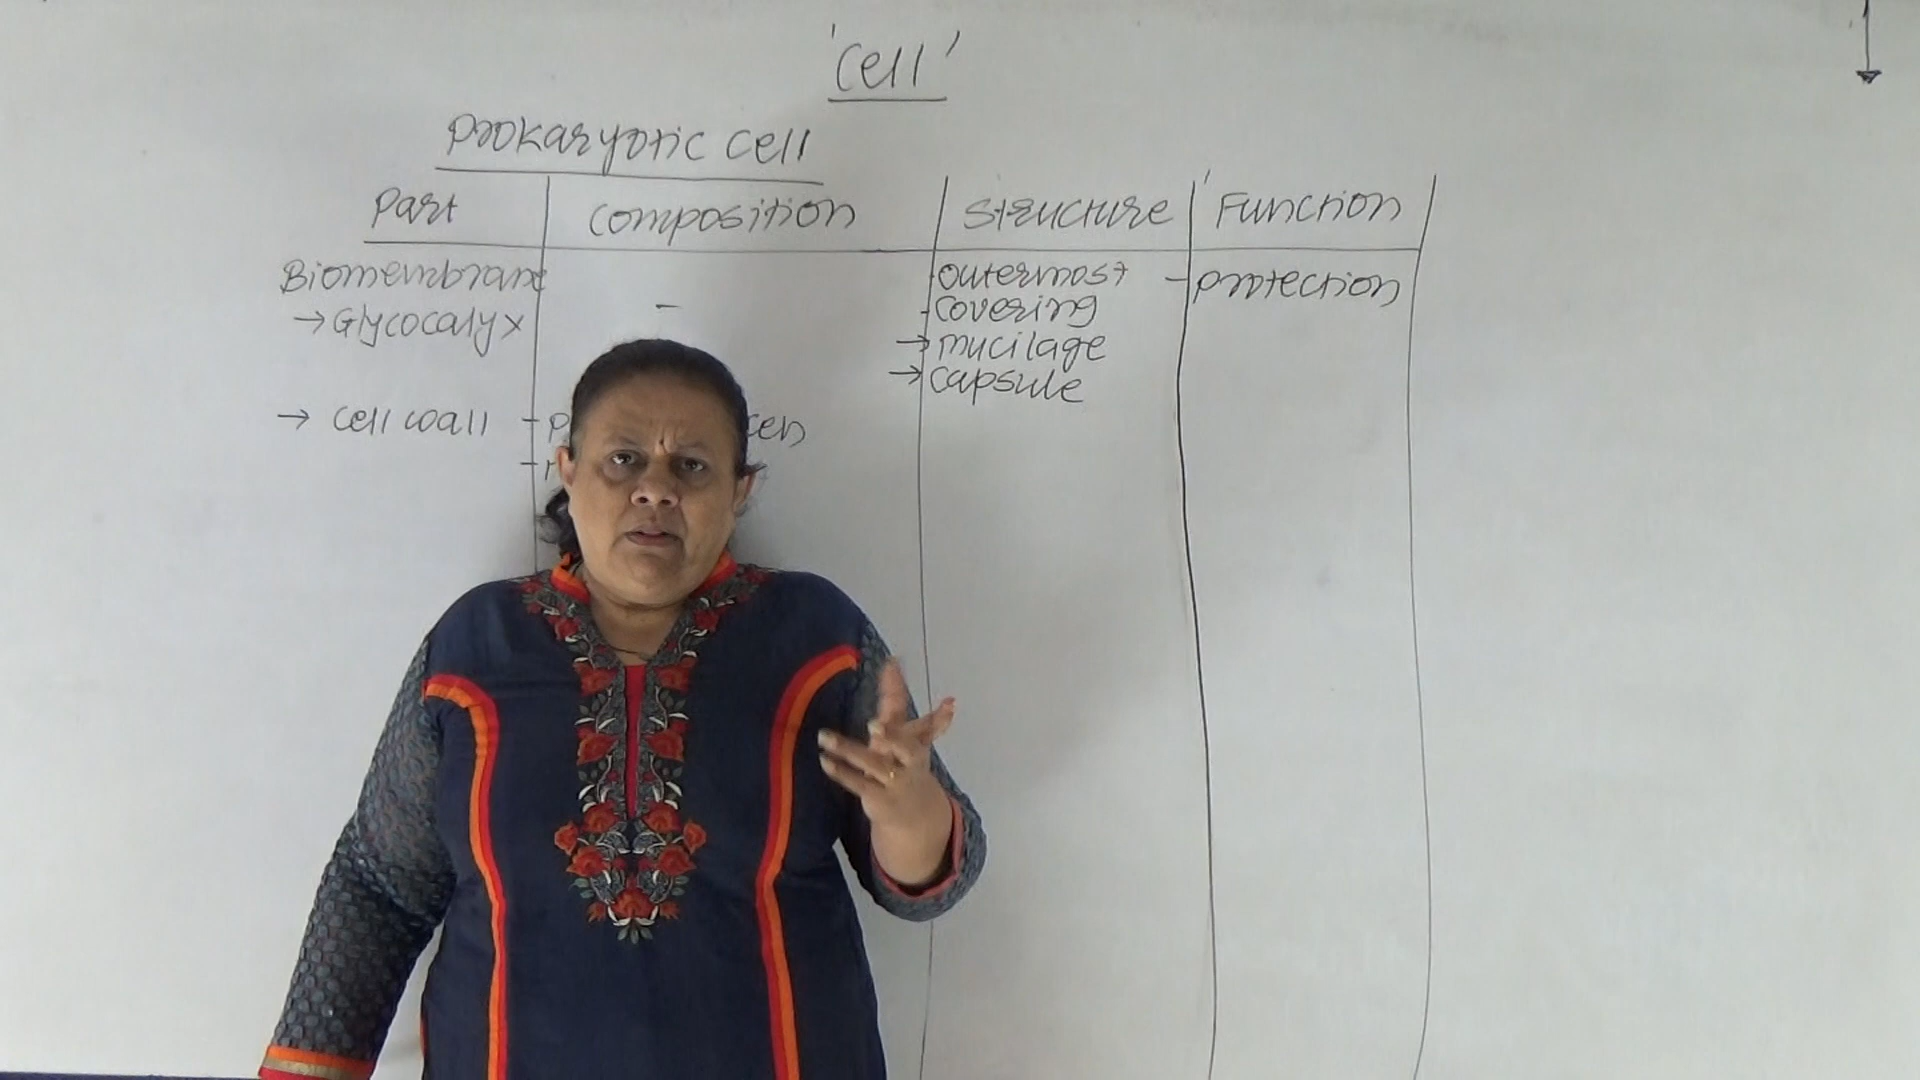 'Cell'
Prokaryotic cell
Part Composition Structure Function
Biomembrane - outermost - protection
→ Glycocalyx - covering
→ mucilage
→ capsule
→ cell wall